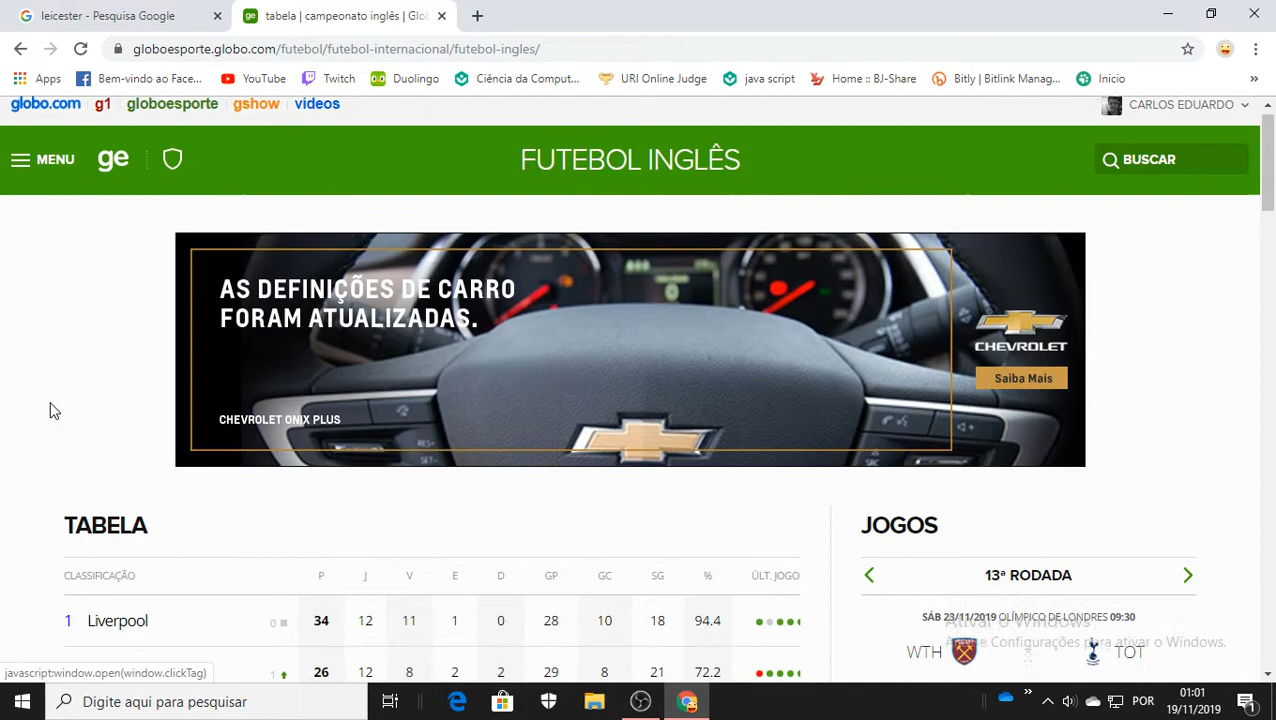 leicester - Pesquisa Google
tabela | campeonato inglês | Glo
globoesporte.globo.com/futebol/futebol-internacional/futebol-ingles/
Apps Bem-vindo ao Face... YouTube Twitch Duolingo Ciência da Comput... URI Online Judge java script Home :: BJ-Share Bitly | Bitlink Manag... Inicio »
globo.com g1 globoesporte gshow vídeos CARLOS EDUARDO
MENU ge FUTEBOL INGLÊS BUSCAR
AS DEFINIÇÕES DE CARRO
FORAM ATUALIZADAS.
CHEVROLET
Saiba Mais
CHEVROLET ONIX PLUS
TABELA
CLASSIFICAÇÃO P J V E D GP GC SG % ÚLT. JOGO
1 Liverpool 0 34 12 11 1 0 28 10 18 94.4
1 26 12 8 2 2 29 8 21 72.2
JOGOS
13ª RODADA
SÁB 23/11/2019 OLÍMPICO DE LONDRES 09:30
WTH TOT
Ativar o Windows
Acesse Configurações para ativar o Windows.
javascript:window.open(window.clickTag)
Digite aqui para pesquisar
POR
01:01
19/11/2019
1